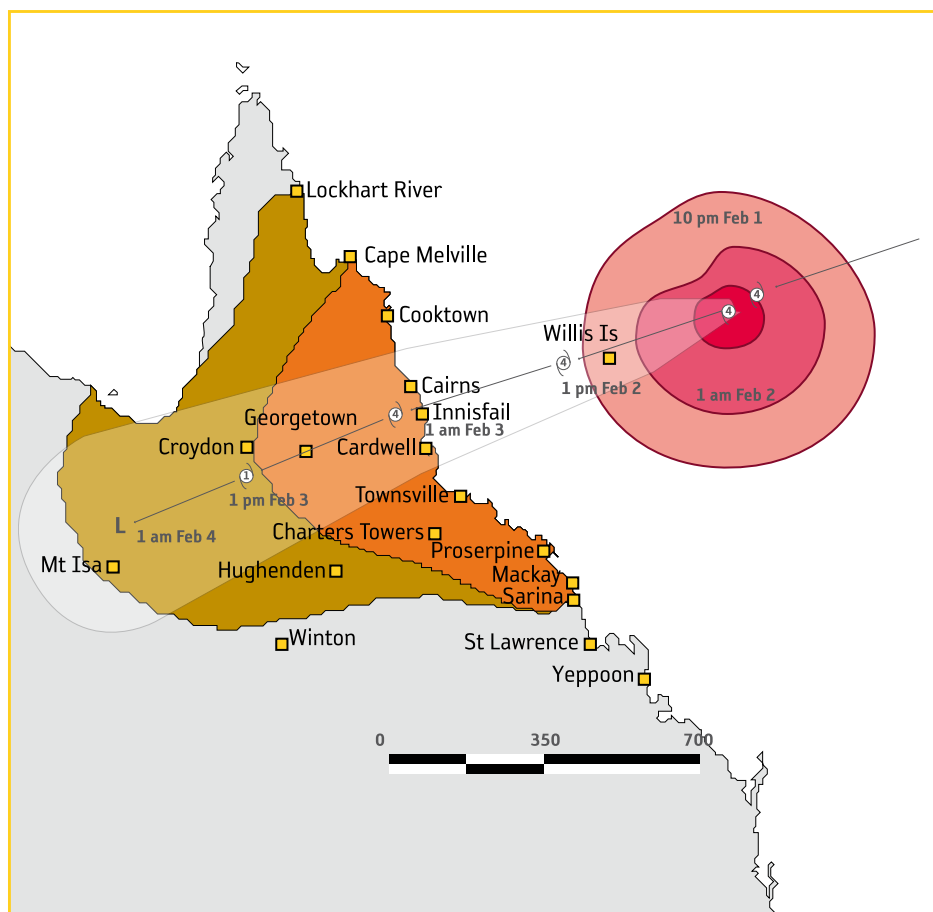 Lockhart River
10 pm Feb 1
Cape Melville
4
4
Cooktown
Willis Is
4
1 pm Feb 2
Cairns
1 am Feb 2
Georgetown
4
Innisfail
1 am Feb 3
Croydon
Cardwell
1
1 pm Feb 3
Townsville
L
1 am Feb 4
Charters Towers
Proserpine
Mt Isa
Hughenden
Mackay
Sarina
Winton
St Lawrence
Yeppoon
0 350 700